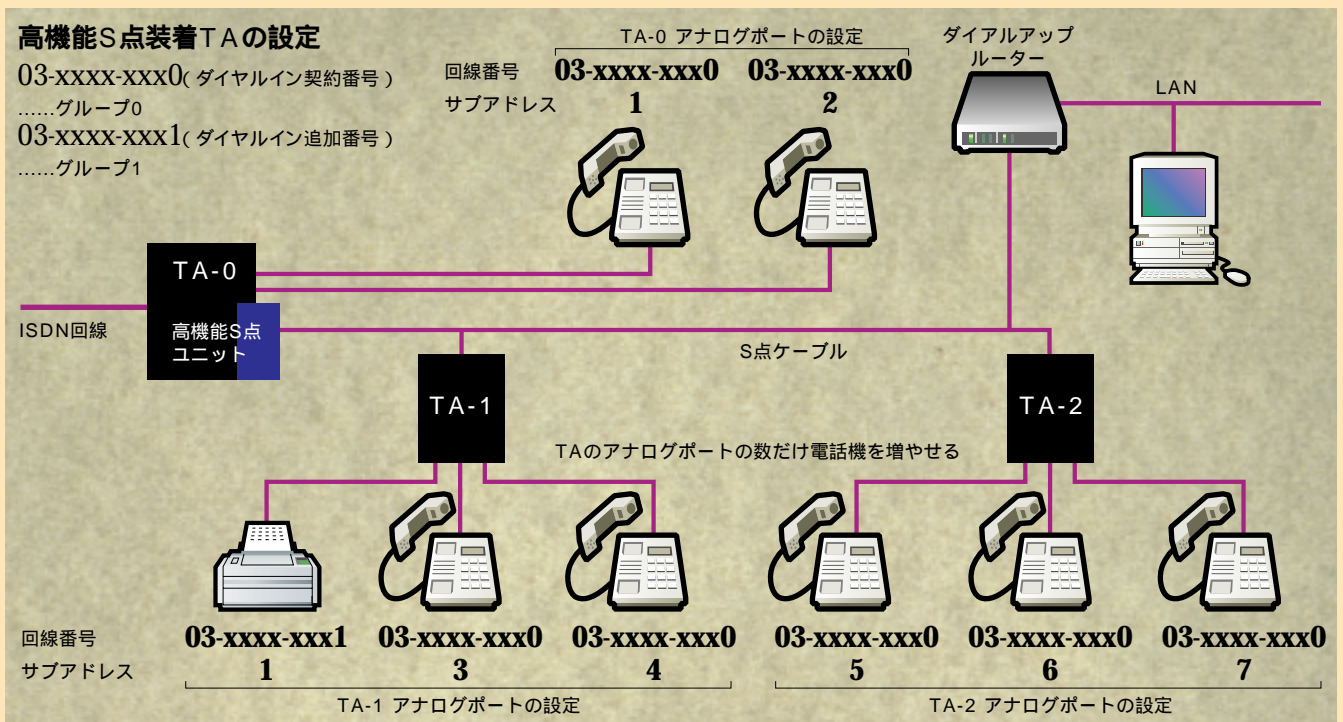 高機能S点装着TAの設定
03-xxxx-xxx0(ダイヤルイン契約番号)
……グループ0
03-xxxx-xxx1(ダイヤルイン追加番号)
……グループ1
TA-0 アナログポートの設定
回線番号 03-xxxx-xxx0 03-xxxx-xxx0
サブアドレス 1 2
ダイアルアップ
ルーター
LAN
TA-0
ISDN回線
高機能S点
ユニット
S点ケーブル
TA-1
TA-2
TAのアナログポートの数だけ電話機を増やせる
回線番号 03-xxxx-xxx1 03-xxxx-xxx0 03-xxxx-xxx0 03-xxxx-xxx0 03-xxxx-xxx0 03-xxxx-xxx0
サブアドレス 1 3 4 5 6 7
TA-1 アナログポートの設定
TA-2 アナログポートの設定